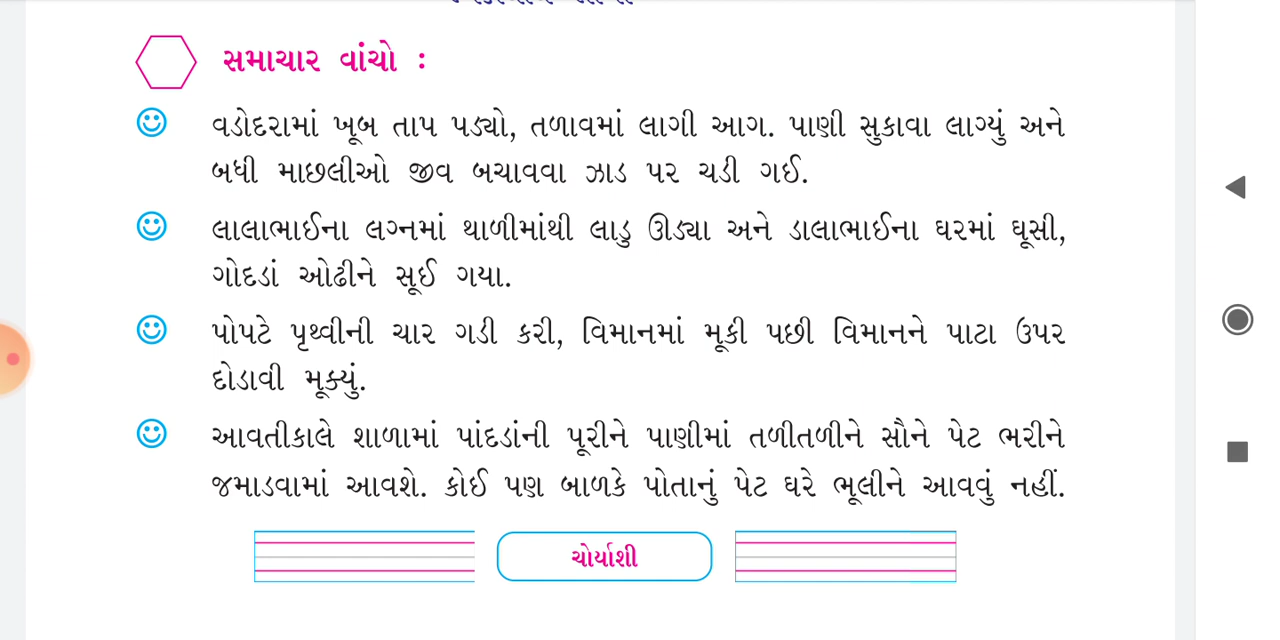 સમાચાર વાંચો :
વડોદરામાં ખૂબ તાપ પડ્યો, તળાવમાં લાગી આગ. પાણી સુકાવા લાગ્યું અને
બધી માછલીઓ જીવ બચાવવા ઝાડ પર ચડી ગઈ.
લાલાભાઈના લગ્નમાં થાળીમાંથી લાડુ ઊડ્યા અને ડાલાભાઈના ઘરમાં ઘૂસી,
ગોદડાં ઓઢીને સૂઈ ગયા.
પોપટે પૃથ્વીની ચાર ગડી કરી, વિમાનમાં મૂકી પછી વિમાનને પાટા ઉપર
દોડાવી મૂક્યું.
આવતીકાલે શાળામાં પાંદડાંની પૂરીને પાણીમાં તળીતળીને સૌને પેટ ભરીને
જમાડવામાં આવશે. કોઈ પણ બાળકે પોતાનું પેટ ઘરે ભૂલીને આવવું નહીં.
ચોર્યાશી